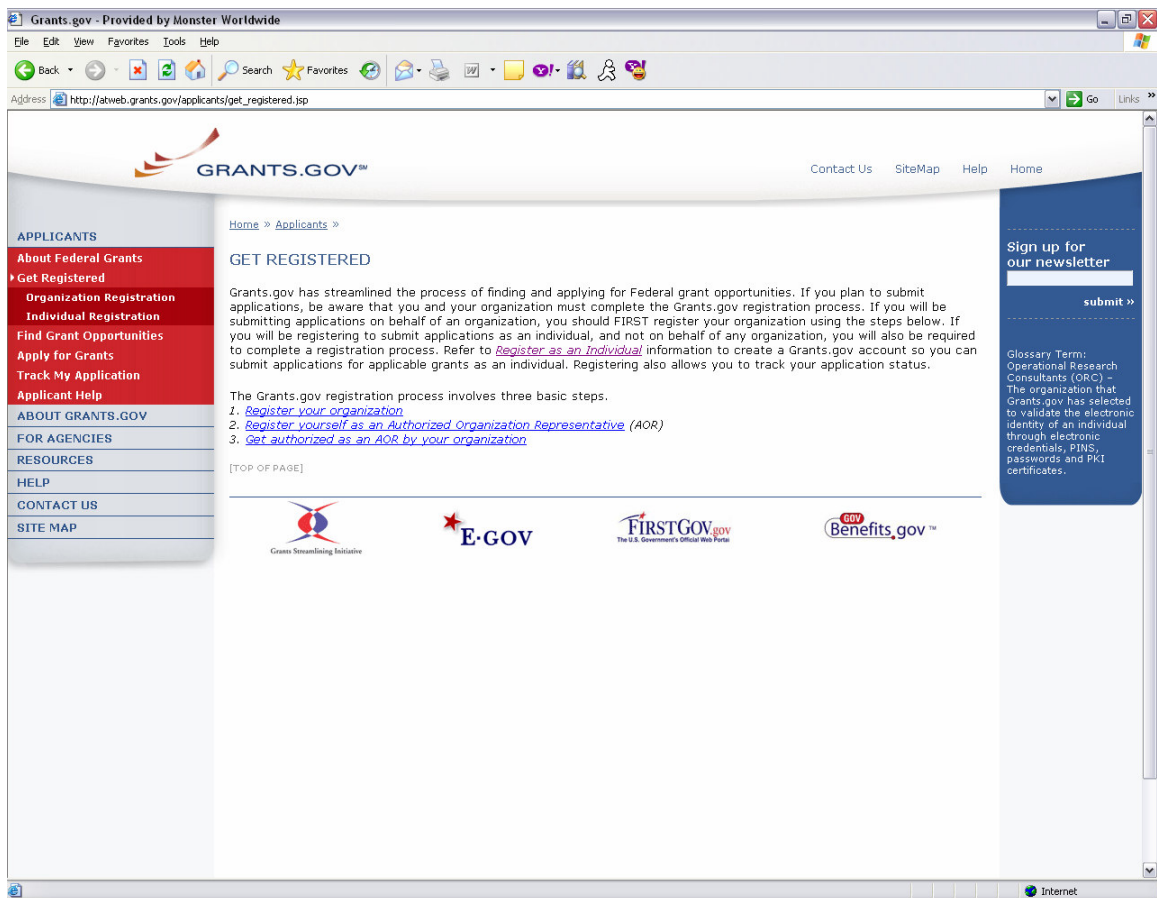 Grants.gov - Provided by Monster Worldwide
File Edit View Favorites Tools Help
Back Search Favorites
Address http://atweb.grants.gov/applicants/get_registered.jsp Go Links »
GRANTS.GOV℠
Contact Us SiteMap Help Home
APPLICANTS
About Federal Grants
Get Registered
Organization Registration
Individual Registration
Find Grant Opportunities
Apply for Grants
Track My Application
Applicant Help
ABOUT GRANTS.GOV
FOR AGENCIES
RESOURCES
HELP
CONTACT US
SITE MAP
Home » Applicants »
GET REGISTERED
Grants.gov has streamlined the process of finding and applying for Federal grant opportunities. If you plan to submit
applications, be aware that you and your organization must complete the Grants.gov registration process. If you will be
submitting applications on behalf of an organization, you should FIRST register your organization using the steps below. If
you will be registering to submit applications as an individual, and not on behalf of any organization, you will also be required
to complete a registration process. Refer to Register as an Individual information to create a Grants.gov account so you can
submit applications for applicable grants as an individual. Registering also allows you to track your application status.
The Grants.gov registration process involves three basic steps.
1. Register your organization
2. Register yourself as an Authorized Organization Representative (AOR)
3. Get authorized as an AOR by your organization
[TOP OF PAGE]
Grants Streamlining Initiative
E-GOV
FIRSTGOV.gov
The U.S. Government's Official Web Portal
GOV
Benefits.gov ™
Sign up for
our newsletter
submit »
Glossary Term:
Operational Research
Consultants (ORC) –
The organization that
Grants.gov has selected
to validate the electronic
identity of an individual
through electronic
credentials, PINS,
passwords and PKI
certificates.
Internet